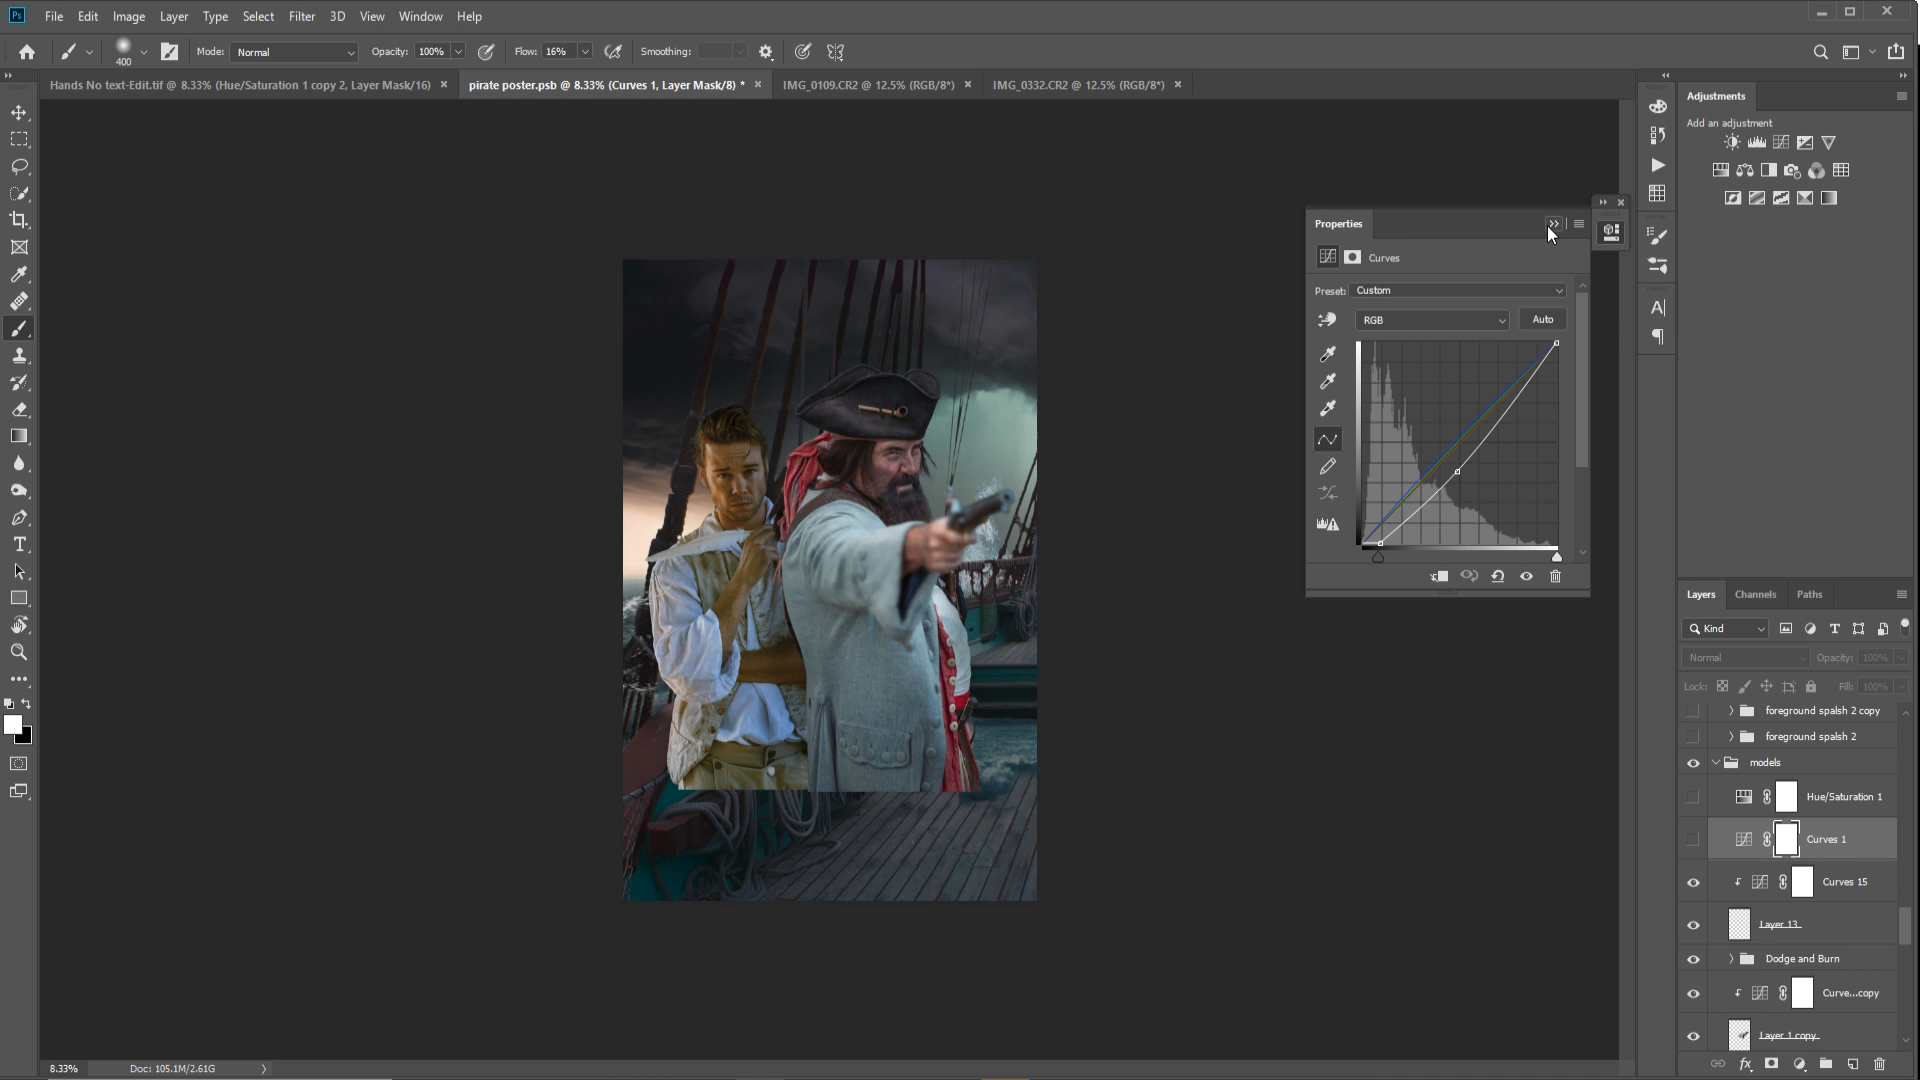 Ps File Edit Image Layer Type Select Filter 3D View Window Help
400 Mode: Normal Opacity: 100% Flow: 16% Smoothing:
Hands No text-Edit.tif @ 8.33% (Hue/Saturation 1 copy 2, Layer Mask/16) × pirate poster.psb @ 8.33% (Curves 1, Layer Mask/8) * × IMG_0109.CR2 @ 12.5% (RGB/8*) × IMG_0332.CR2 @ 12.5% (RGB/8*) ×
Adjustments
Add an adjustment
Properties
Curves
Preset: Custom
RGB Auto
Layers Channels Paths
Kind
Normal Opacity: 100%
Lock: Fill: 100%
foreground spalsh 2 copy
foreground spalsh 2
models
Hue/Saturation 1
Curves 1
Curves 15
Layer 13
Dodge and Burn
Curve...copy
Layer 1 copy
fx
8.33% Doc: 105.1M/2.61G